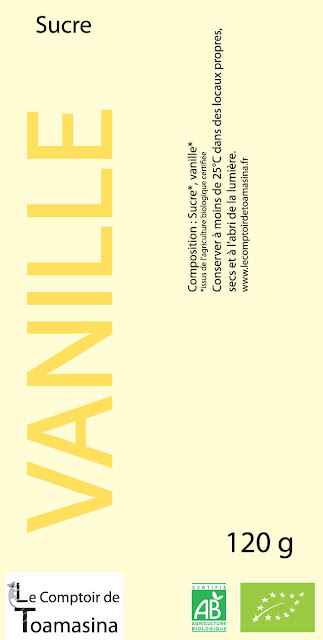 Sucre
VANILLE
Composition : Sucre*, vanille*
*issus de l'agriculture biologique certifiée
Conserver à moins de 25°C dans des locaux propres,
secs et à l'abri de la lumière.
www.lecomptoirdetoamasina.fr
120 g
Le Comptoir de
Toamasina
CERTIFIÉ
AB
AGRICULTURE
BIOLOGIQUE